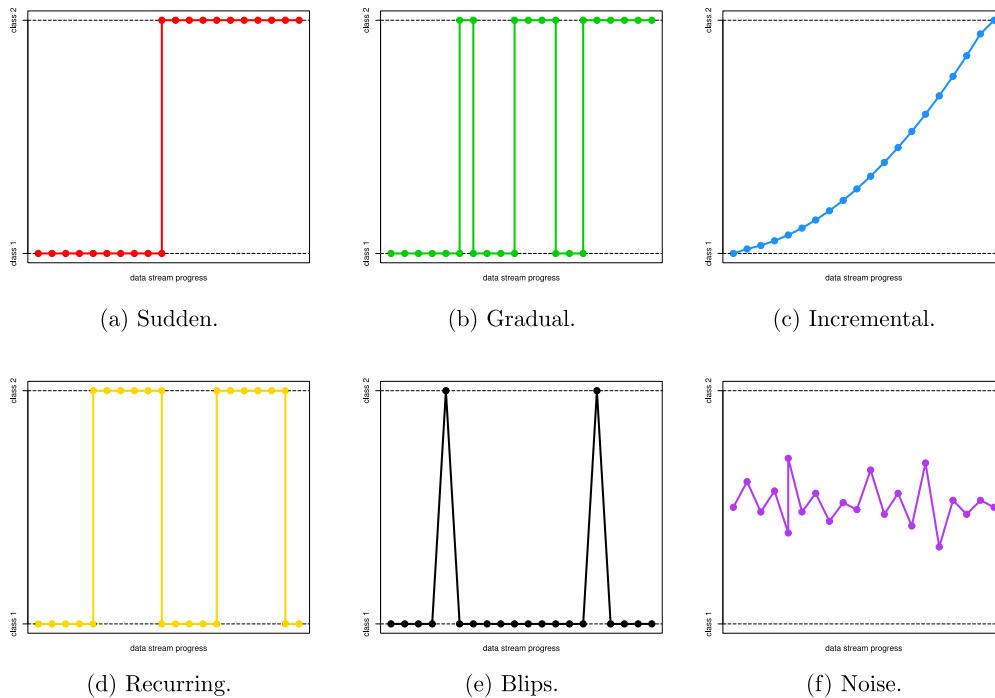 class 2
class 1
data stream progress
(a) Sudden.
class 2
class 1
data stream progress
(b) Gradual.
class 2
class 1
data stream progress
(c) Incremental.
class 2
class 1
data stream progress
(d) Recurring.
class 2
class 1
data stream progress
(e) Blips.
class 2
class 1
data stream progress
(f) Noise.